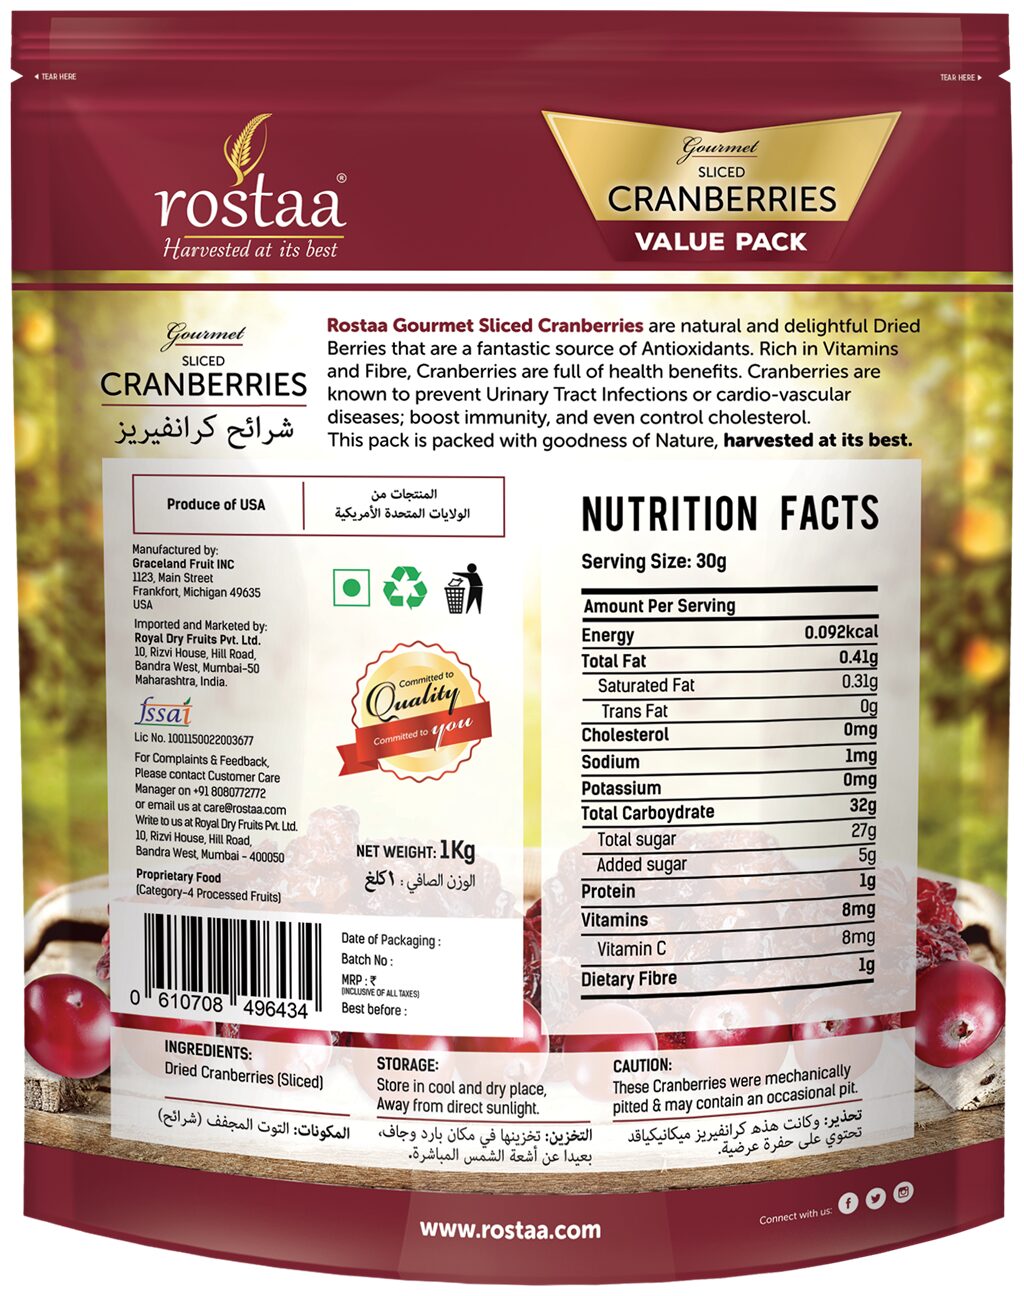 TEAR HERE
TEAR HERE
rostaa®
Harvested at its best
Gourmet
SLICED
CRANBERRIES
VALUE PACK
Gourmet
SLICED
CRANBERRIES
شرائح كرانفيريز
Rostaa Gourmet Sliced Cranberries are natural and delightful Dried
Berries that are a fantastic source of Antioxidants. Rich in Vitamins
and Fibre, Cranberries are full of health benefits. Cranberries are
known to prevent Urinary Tract Infections or cardio-vascular
diseases; boost immunity, and even control cholesterol.
This pack is packed with goodness of Nature, harvested at its best.
Produce of USA
المنتجات من
الولايات المتحدة الأمريكية
Manufactured by:
Graceland Fruit INC
1123, Main Street
Frankfort, Michigan 49635
USA
Imported and Marketed by:
Royal Dry Fruits Pvt. Ltd.
10, Rizvi House, Hill Road,
Bandra West, Mumbai-50
Maharashtra, India.
fssai
Lic No. 1001150022003677
For Complaints & Feedback,
Please contact Customer Care
Manager on +91 8080772772
or email us at care@rostaa.com
Write to us at Royal Dry Fruits Pvt. Ltd.
10, Rizvi House, Hill Road,
Bandra West, Mumbai - 400050
Proprietary Food
(Category-4 Processed Fruits)
Committed to
Quality
Committed to you
NET WEIGHT: 1Kg
الوزن الصافي: ١كلغ
0 610708 496434
Date of Packaging :
Batch No :
MRP : ₹
(INCLUSIVE OF ALL TAXES)
Best before :
NUTRITION FACTS
Serving Size: 30g
Amount Per Serving
Energy 0.092kcal
Total Fat 0.41g
Saturated Fat 0.31g
Trans Fat 0g
Cholesterol 0mg
Sodium 1mg
Potassium 0mg
Total Carboydrate 32g
Total sugar 27g
Added sugar 5g
Protein 1g
Vitamins 8mg
Vitamin C 8mg
Dietary Fibre 1g
INGREDIENTS:
Dried Cranberries (Sliced)
المكونات: التوت المجفف (شرائح)
STORAGE:
Store in cool and dry place,
Away from direct sunlight.
التخزين: تخزينها في مكان بارد وجاف،
بعيدا عن أشعة الشمس المباشرة.
CAUTION:
These Cranberries were mechanically
pitted & may contain an occasional pit.
تحذير: وكانت هذه كرانفيريز ميكانيكياقد
تحتوي على حفرة عرضية.
www.rostaa.com
Connect with us: